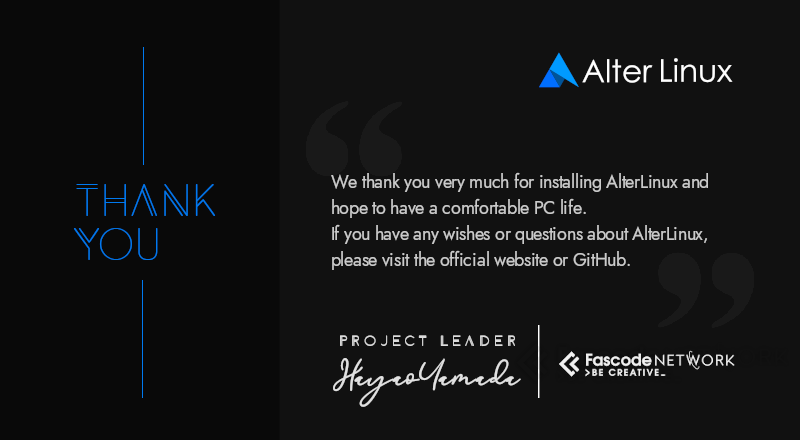 Alter Linux
THANK
YOU
We thank you very much for installing AlterLinux and
hope to have a comfortable PC life.
If you have any wishes or questions about AlterLinux,
please visit the official website or GitHub.
PROJECT LEADER
HayaoYamada
Fascode NETWORK
>BE CREATIVE_